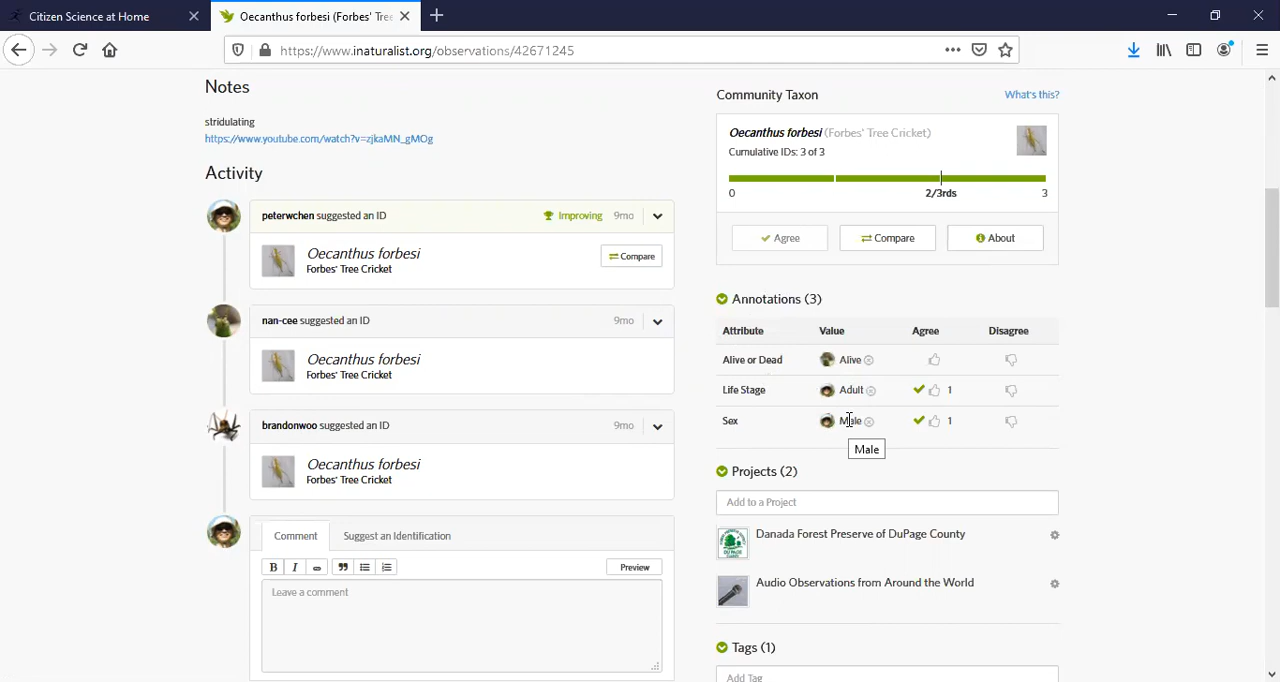 Citizen Science at Home
Oecanthus forbesi (Forbes' Tre
https://www.inaturalist.org/observations/42671245
Notes
stridulating
https://www.youtube.com/watch?v=zjkaMN_gMOg
Activity
peterwchen suggested an ID Improving 9mo
Oecanthus forbesi
Forbes' Tree Cricket
Compare
nan-cee suggested an ID 9mo
Oecanthus forbesi
Forbes' Tree Cricket
brandonwoo suggested an ID 9mo
Oecanthus forbesi
Forbes' Tree Cricket
Comment Suggest an Identification
B I Preview
Leave a comment
Community Taxon What's this?
Oecanthus forbesi (Forbes' Tree Cricket)
Cumulative IDs: 3 of 3
0 2/3rds 3
Agree Compare About
Annotations (3)
Attribute Value Agree Disagree
Alive or Dead Alive
Life Stage Adult 1
Sex Male 1
Male
Projects (2)
Add to a Project
Danada Forest Preserve of DuPage County
Audio Observations from Around the World
Tags (1)
Add Tag